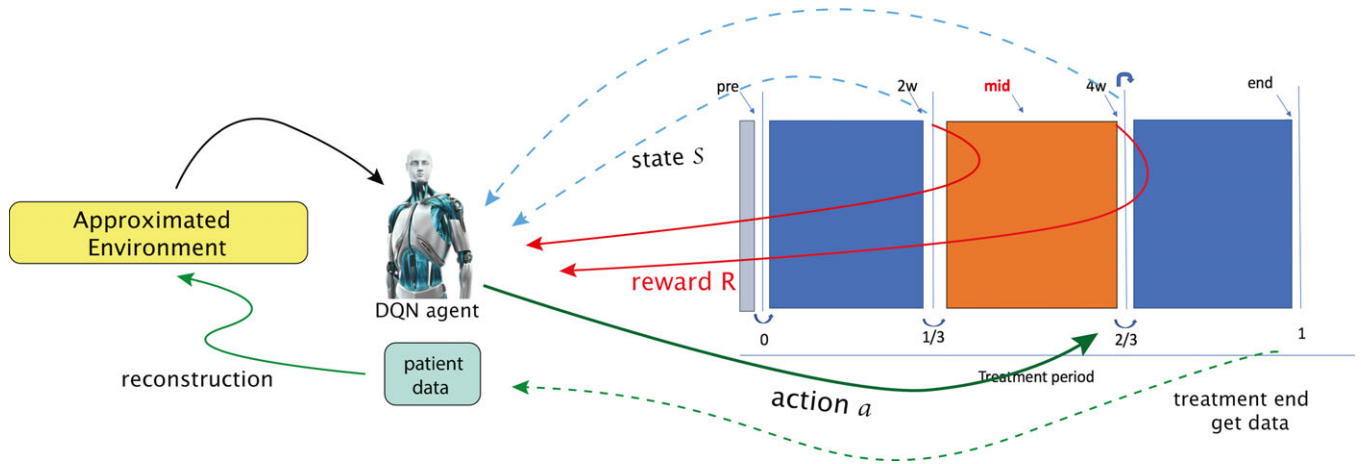 pre
2w
mid
4w
end
state S
Approximated
Environment
reward R
DQN agent
0
1/3
2/3
1
patient
data
reconstruction
Treatment period
action a
treatment end
get data